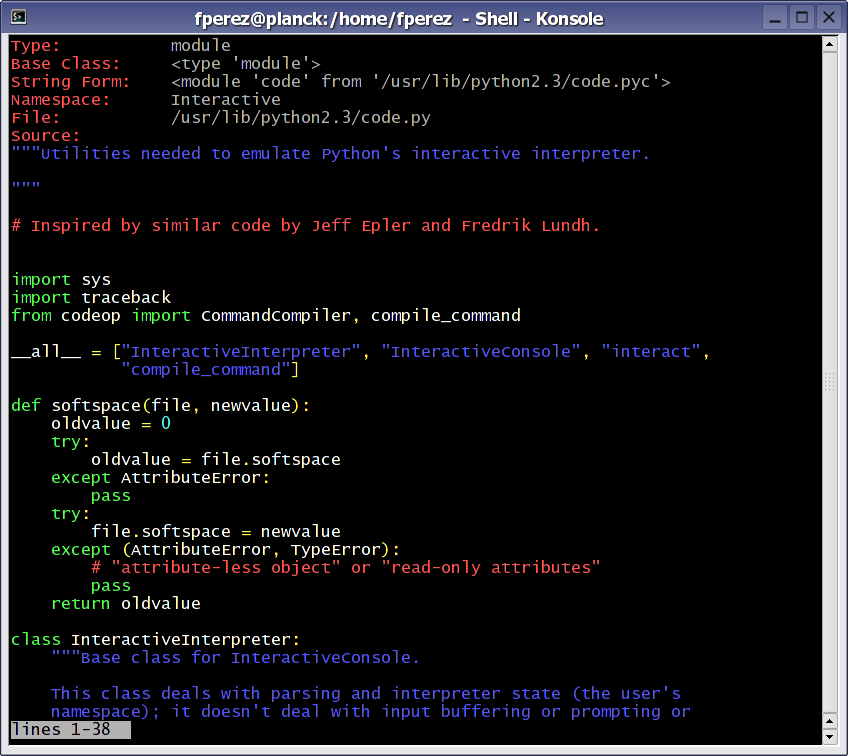 fperez@planck:/home/fperez - Shell - Konsole
Type:           module
Base Class:     <type 'module'>
String Form:    <module 'code' from '/usr/lib/python2.3/code.pyc'>
Namespace:      Interactive
File:           /usr/lib/python2.3/code.py
Source:
"""Utilities needed to emulate Python's interactive interpreter.

"""

# Inspired by similar code by Jeff Epler and Fredrik Lundh.


import sys
import traceback
from codeop import CommandCompiler, compile_command

__all__ = ["InteractiveInterpreter", "InteractiveConsole", "interact",
           "compile_command"]

def softspace(file, newvalue):
    oldvalue = 0
    try:
        oldvalue = file.softspace
    except AttributeError:
        pass
    try:
        file.softspace = newvalue
    except (AttributeError, TypeError):
        # "attribute-less object" or "read-only attributes"
        pass
    return oldvalue

class InteractiveInterpreter:
    """Base class for InteractiveConsole.

    This class deals with parsing and interpreter state (the user's
    namespace); it doesn't deal with input buffering or prompting or
lines 1-38